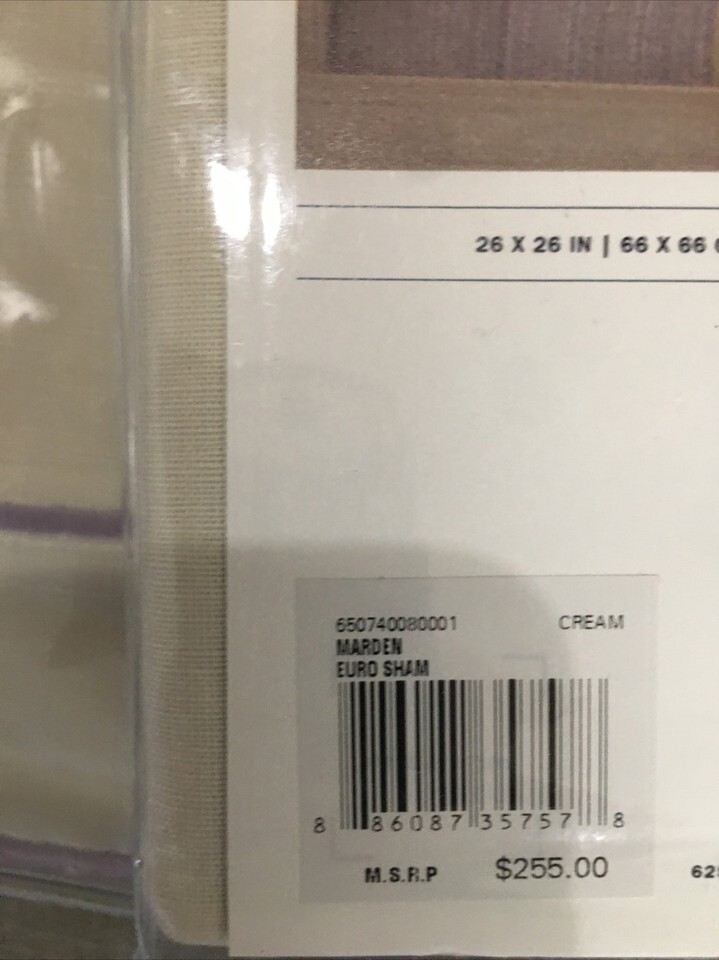 26 X 26 IN | 66 X 66
650740080001 CREAM
MARDEN
EURO SHAM
8 86087 35757 8
M.S.R.P $255.00